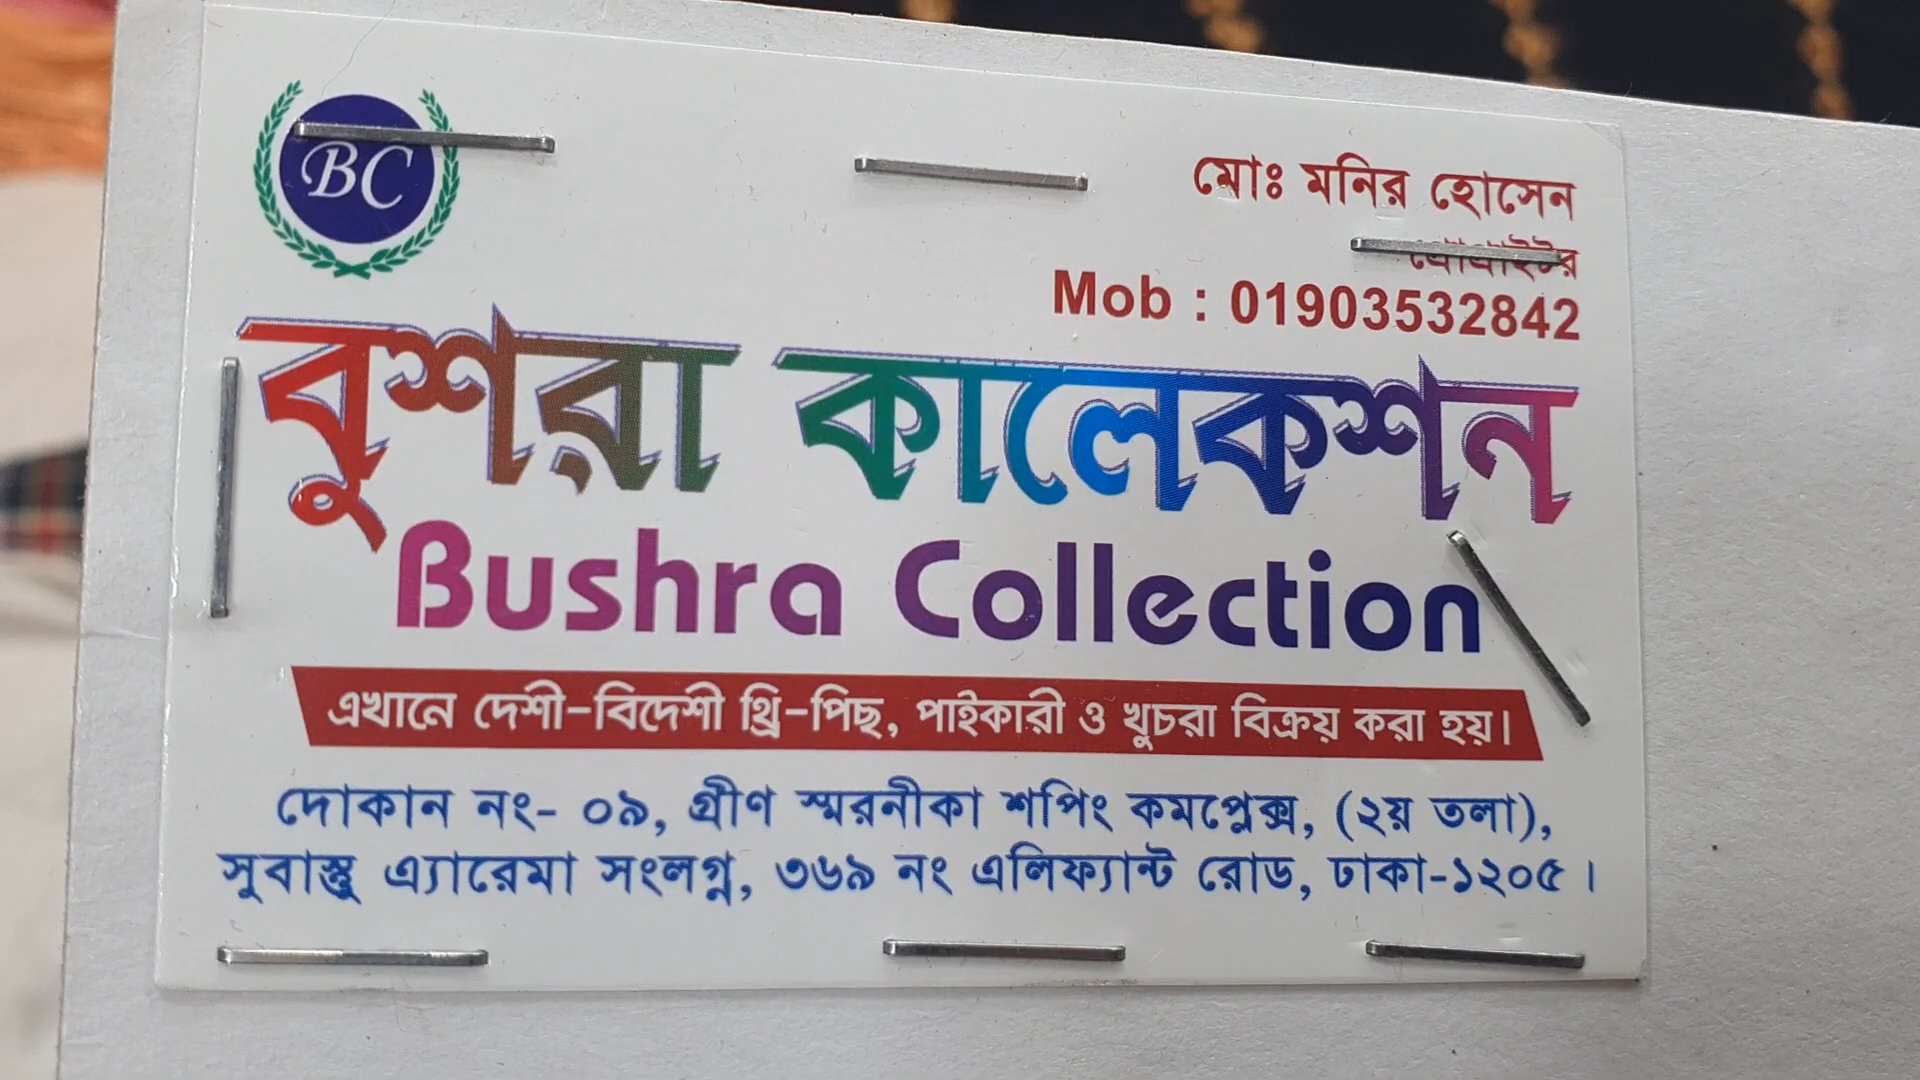 BC
মোঃ মনির হোসেন
প্রোপ্রাইটর
Mob : 01903532842
বুশরা কালেকশন
Bushra Collection
এখানে দেশী-বিদেশী থ্রি-পিছ, পাইকারী ও খুচরা বিক্রয় করা হয়।
দোকান নং- ০৯, গ্রীণ স্মরনীকা শপিং কমপ্লেক্স, (২য় তলা),
সুবাস্তু এ্যারেমা সংলগ্ন, ৩৬৯ নং এলিফ্যান্ট রোড, ঢাকা-১২০৫ ।